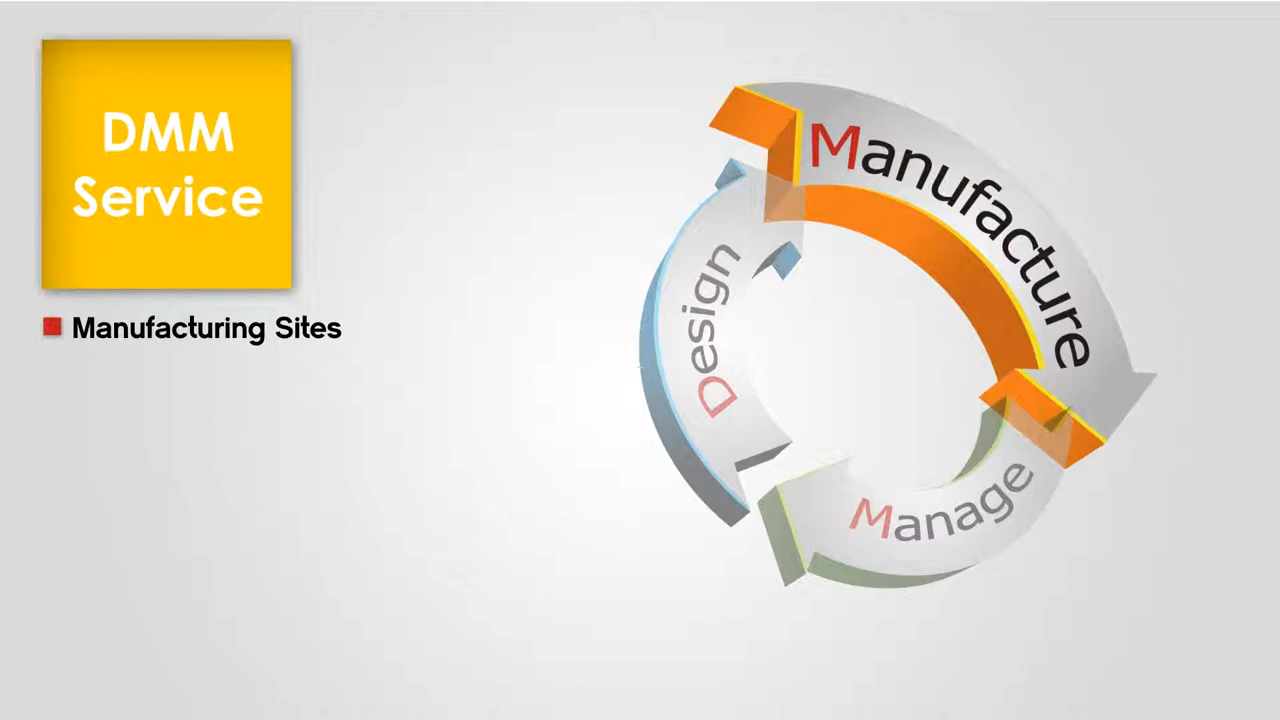 DMM
Service
Manufacturing Sites
Manufacture
Design
Manage